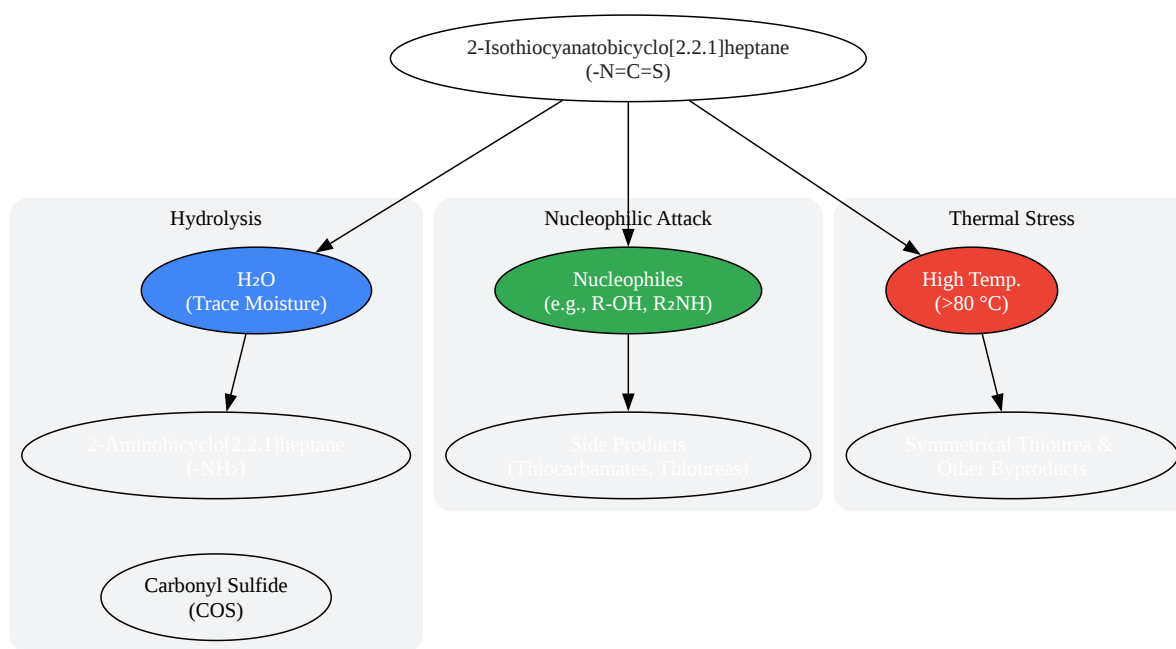 2-Isothiocyanatobicyclo[2.2.1]heptane
(-N=C=S)
Hydrolysis
Nucleophilic Attack
Thermal Stress
H₂O
(Trace Moisture)
Nucleophiles
(e.g., R-OH, R₂NH)
High Temp.
(>80 °C)
2-Aminobicyclo[2.2.1]heptane
(-NH₂)
Side Products
(Thiocarbamates, Thioureas)
Symmetrical Thiourea &
Other Byproducts
Carbonyl Sulfide
(COS)